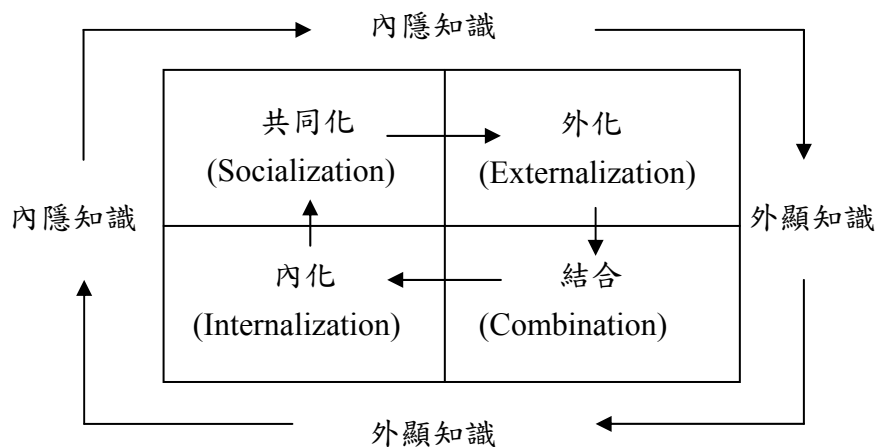 內隱知識
共同化
(Socialization)
外化
(Externalization)
內隱知識
外顯知識
內化
(Internalization)
結合
(Combination)
外顯知識